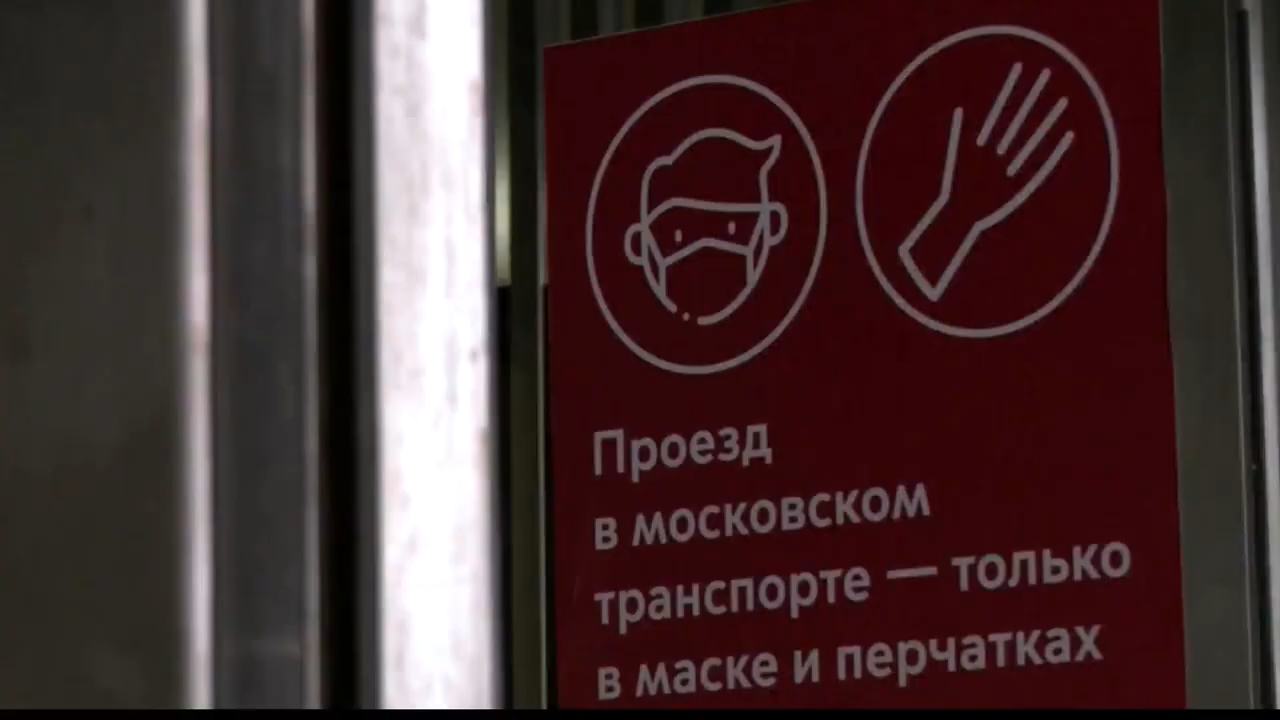 Проезд
в московском
транспорте — только
в маске и перчатках